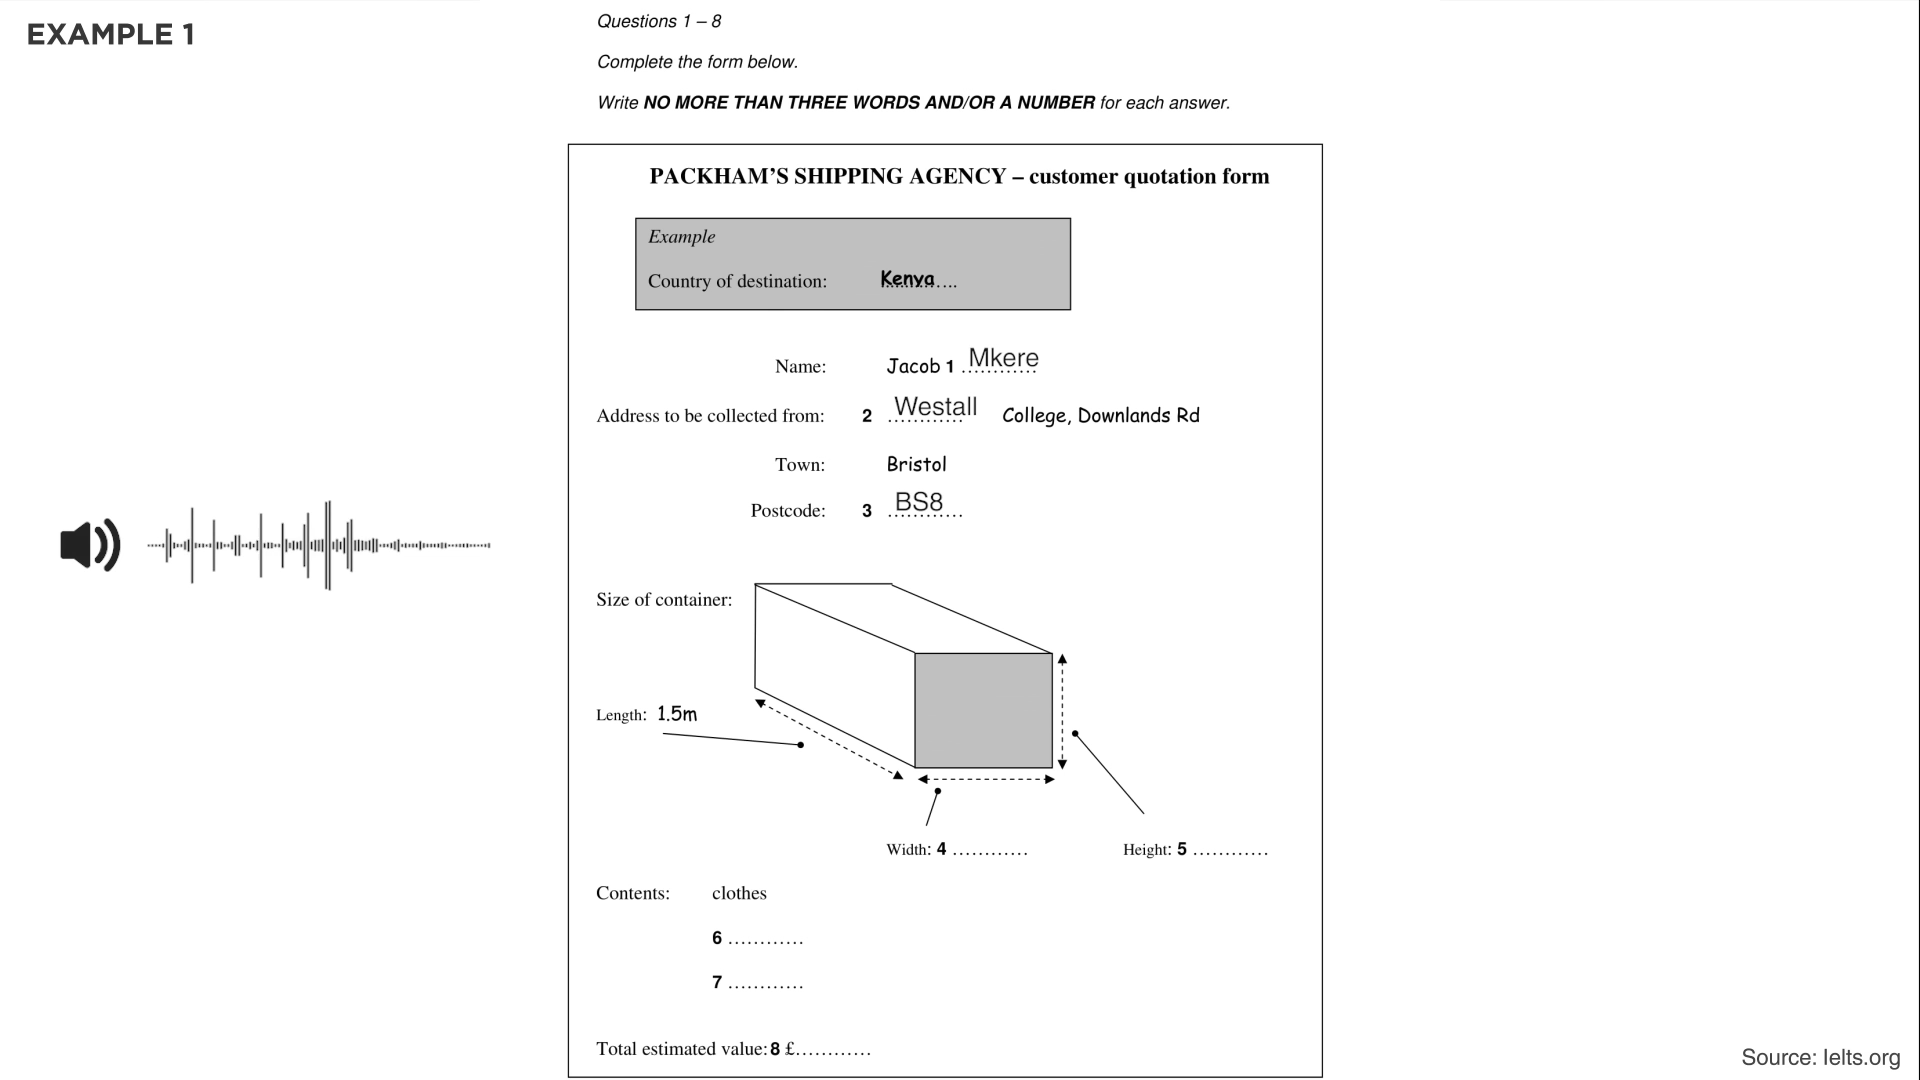 EXAMPLE 1
Questions 1 – 8
Complete the form below.
Write NO MORE THAN THREE WORDS AND/OR A NUMBER for each answer.
PACKHAM’S SHIPPING AGENCY – customer quotation form
Example
Country of destination: Kenya….
Name: Jacob 1 ………… Mkere
Address to be collected from: 2 ………… Westall College, Downlands Rd
Town: Bristol
Postcode: 3 ………… BS8
Size of container:
Length: 1.5m
Width: 4 ………… Height: 5 …………
Contents: clothes
6 …………
7 …………
Total estimated value: 8 £…………
Source: Ielts.org